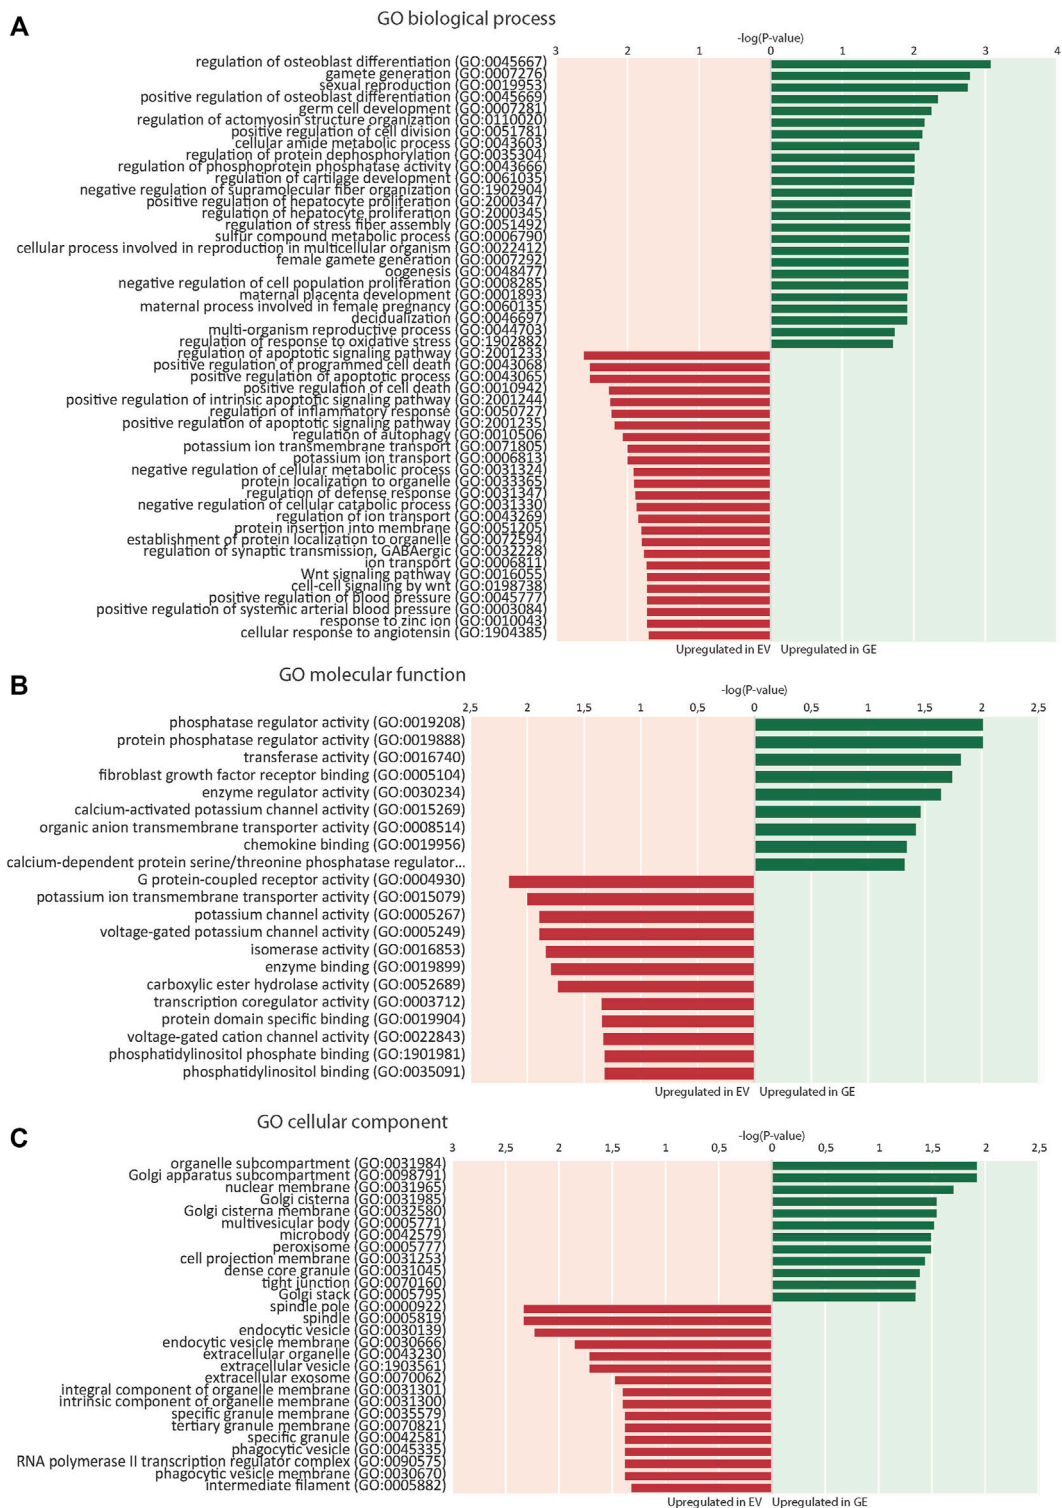 A
GO biological process
-log(P-value)
3 2 1 0 1 2 3 4
regulation of osteoblast differentiation (GO:0045667)
gamete generation (GO:0007276)
sexual reproduction (GO:0019953)
positive regulation of osteoblast differentiation (GO:0045669)
germ cell development (GO:0007281)
regulation of actomyosin structure organization (GO:0110020)
positive regulation of cell division (GO:0051781)
cellular amide metabolic process (GO:0043603)
regulation of protein dephosphorylation (GO:0035304)
regulation of phosphoprotein phosphatase activity (GO:0043666)
regulation of cartilage development (GO:0061035)
negative regulation of supramolecular fiber organization (GO:1902904)
positive regulation of hepatocyte proliferation (GO:2000347)
regulation of hepatocyte proliferation (GO:2000345)
regulation of stress fiber assembly (GO:0051492)
sulfur compound metabolic process (GO:0006790)
cellular process involved in reproduction in multicellular organism (GO:0022412)
female gamete generation (GO:0007292)
oogenesis (GO:0048477)
negative regulation of cell population proliferation (GO:0008285)
maternal placenta development (GO:0001893)
maternal process involved in female pregnancy (GO:0060135)
decidualization (GO:0046697)
multi-organism reproductive process (GO:0044703)
regulation of response to oxidative stress (GO:1902882)
regulation of apoptotic signaling pathway (GO:2001233)
positive regulation of programmed cell death (GO:0043068)
positive regulation of apoptotic process (GO:0043065)
positive regulation of cell death (GO:0010942)
positive regulation of intrinsic apoptotic signaling pathway (GO:2001244)
regulation of inflammatory response (GO:0050727)
positive regulation of apoptotic signaling pathway (GO:2001235)
regulation of autophagy (GO:0010506)
potassium ion transmembrane transport (GO:0071805)
potassium ion transport (GO:0006813)
negative regulation of cellular metabolic process (GO:0031324)
protein localization to organelle (GO:0033365)
regulation of defense response (GO:0031347)
negative regulation of cellular catabolic process (GO:0031330)
regulation of ion transport (GO:0043269)
protein insertion into membrane (GO:0051205)
establishment of protein localization to organelle (GO:0072594)
regulation of synaptic transmission, GABAergic (GO:0032228)
ion transport (GO:0006811)
Wnt signaling pathway (GO:0016055)
cell-cell signaling by wnt (GO:0198738)
positive regulation of blood pressure (GO:0045777)
positive regulation of systemic arterial blood pressure (GO:0003084)
response to zinc ion (GO:0010043)
cellular response to angiotensin (GO:1904385)
Upregulated in EV Upregulated in GE
B
GO molecular function
-log(P-value)
2,5 2 1,5 1 0,5 0 0,5 1 1,5 2 2,5
phosphatase regulator activity (GO:0019208)
protein phosphatase regulator activity (GO:0019888)
transferase activity (GO:0016740)
fibroblast growth factor receptor binding (GO:0005104)
enzyme regulator activity (GO:0030234)
calcium-activated potassium channel activity (GO:0015269)
organic anion transmembrane transporter activity (GO:0008514)
chemokine binding (GO:0019956)
calcium-dependent protein serine/threonine phosphatase regulator...
G protein-coupled receptor activity (GO:0004930)
potassium ion transmembrane transporter activity (GO:0015079)
potassium channel activity (GO:0005267)
voltage-gated potassium channel activity (GO:0005249)
isomerase activity (GO:0016853)
enzyme binding (GO:0019899)
carboxylic ester hydrolase activity (GO:0052689)
transcription coregulator activity (GO:0003712)
protein domain specific binding (GO:0019904)
voltage-gated cation channel activity (GO:0022843)
phosphatidylinositol phosphate binding (GO:1901981)
phosphatidylinositol binding (GO:0035091)
Upregulated in EV Upregulated in GE
C
GO cellular component
-log(P-value)
3 2,5 2 1,5 1 0,5 0 0,5 1 1,5 2 2,5
organelle subcompartment (GO:0031984)
Golgi apparatus subcompartment (GO:0098791)
nuclear membrane (GO:0031965)
Golgi cisterna (GO:0031985)
Golgi cisterna membrane (GO:0032580)
multivesicular body (GO:0005771)
microbody (GO:0042579)
peroxisome (GO:0005777)
cell projection membrane (GO:0031253)
dense core granule (GO:0031045)
tight junction (GO:0070160)
Golgi stack (GO:0005795)
spindle pole (GO:0000922)
spindle (GO:0005819)
endocytic vesicle (GO:0030139)
endocytic vesicle membrane (GO:0030666)
extracellular organelle (GO:0043230)
extracellular vesicle (GO:1903561)
extracellular exosome (GO:0070062)
integral component of organelle membrane (GO:0031301)
intrinsic component of organelle membrane (GO:0031300)
specific granule membrane (GO:0035579)
tertiary granule membrane (GO:0070821)
specific granule (GO:0042581)
phagocytic vesicle (GO:0045335)
RNA polymerase II transcription regulator complex (GO:0090575)
phagocytic vesicle membrane (GO:0030670)
intermediate filament (GO:0005882)
Upregulated in EV Upregulated in GE